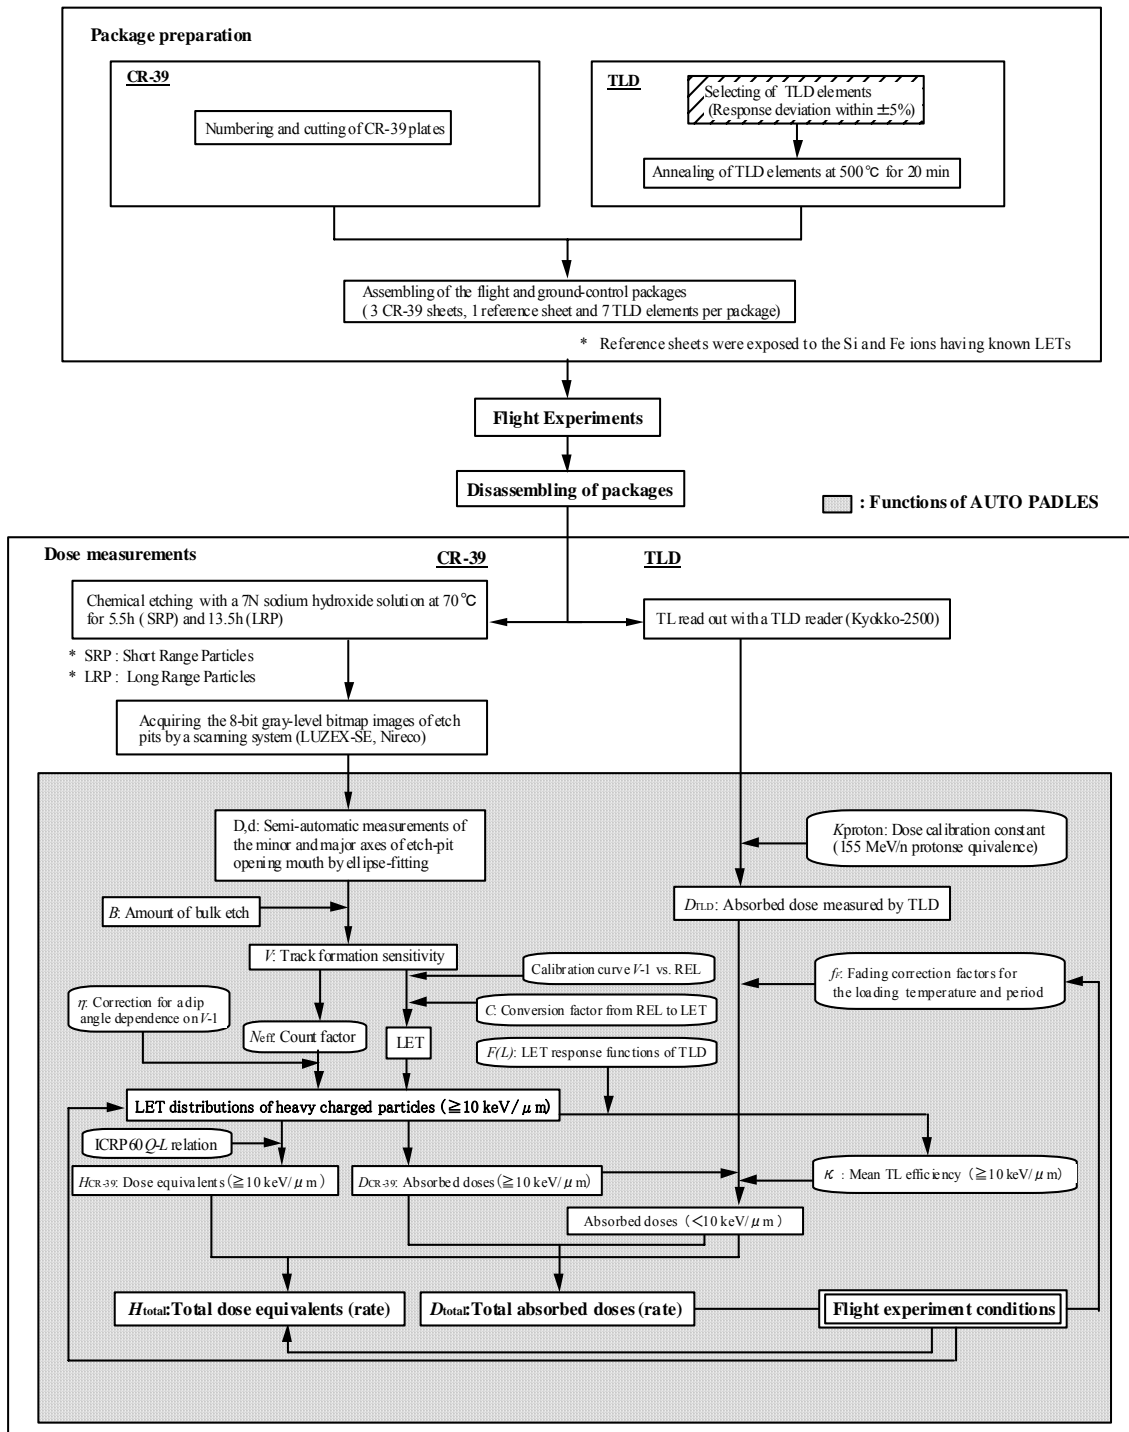 Package preparation
CR-39
Numbering and cutting of CR-39 plates
TLD
Selecting of TLD elements
(Response deviation within ±5%)
Annealing of TLD elements at 500℃ for 20 min
Assembling of the flight and ground-control packages
( 3 CR-39 sheets, 1 reference sheet and 7 TLD elements per package)
* Reference sheets were exposed to the Si and Fe ions having known LETs
Flight Experiments
Disassembling of packages
: Functions of AUTO PADLES
Dose measurements
CR-39
TLD
Chemical etching with a 7N sodium hydroxide solution at 70℃
for 5.5h ( SRP) and 13.5h (LRP)
TL read out with a TLD reader (Kyokko-2500)
* SRP : Short Range Particles
* LRP : Long Range Particles
Acquiring the 8-bit gray-level bitmap images of etch
pits by a scanning system (LUZEX-SE, Nireco)
D,d: Semi-automatic measurements of
the minor and major axes of etch-pit
opening mouth by ellipse-fitting
Kproton: Dose calibration constant
(155 MeV/n protonse quivalence)
B: Amount of bulk etch
DTLD: Absorbed dose measured by TLD
V: Track formation sensitivity
Calibration curve V-1 vs. REL
fF: Fading correction factors for
the loading temperature and period
η: Correction for a dip
angle dependence on V-1
C: Conversion factor from REL to LET
Neff: Count factor
LET
F(L): LET response functions of TLD
LET distributions of heavy charged particles (≧10 keV/μm)
ICRP60 Q-L relation
HCR-39: Dose equivalents (≧10 keV/μm)
DCR-39: Absorbed doses (≧10 keV/μm)
κ : Mean TL efficiency (≧10 keV/μm)
Absorbed doses (<10 keV/μm)
Htotal:Total dose equivalents (rate)
Dtotal:Total absorbed doses (rate)
Flight experiment conditions